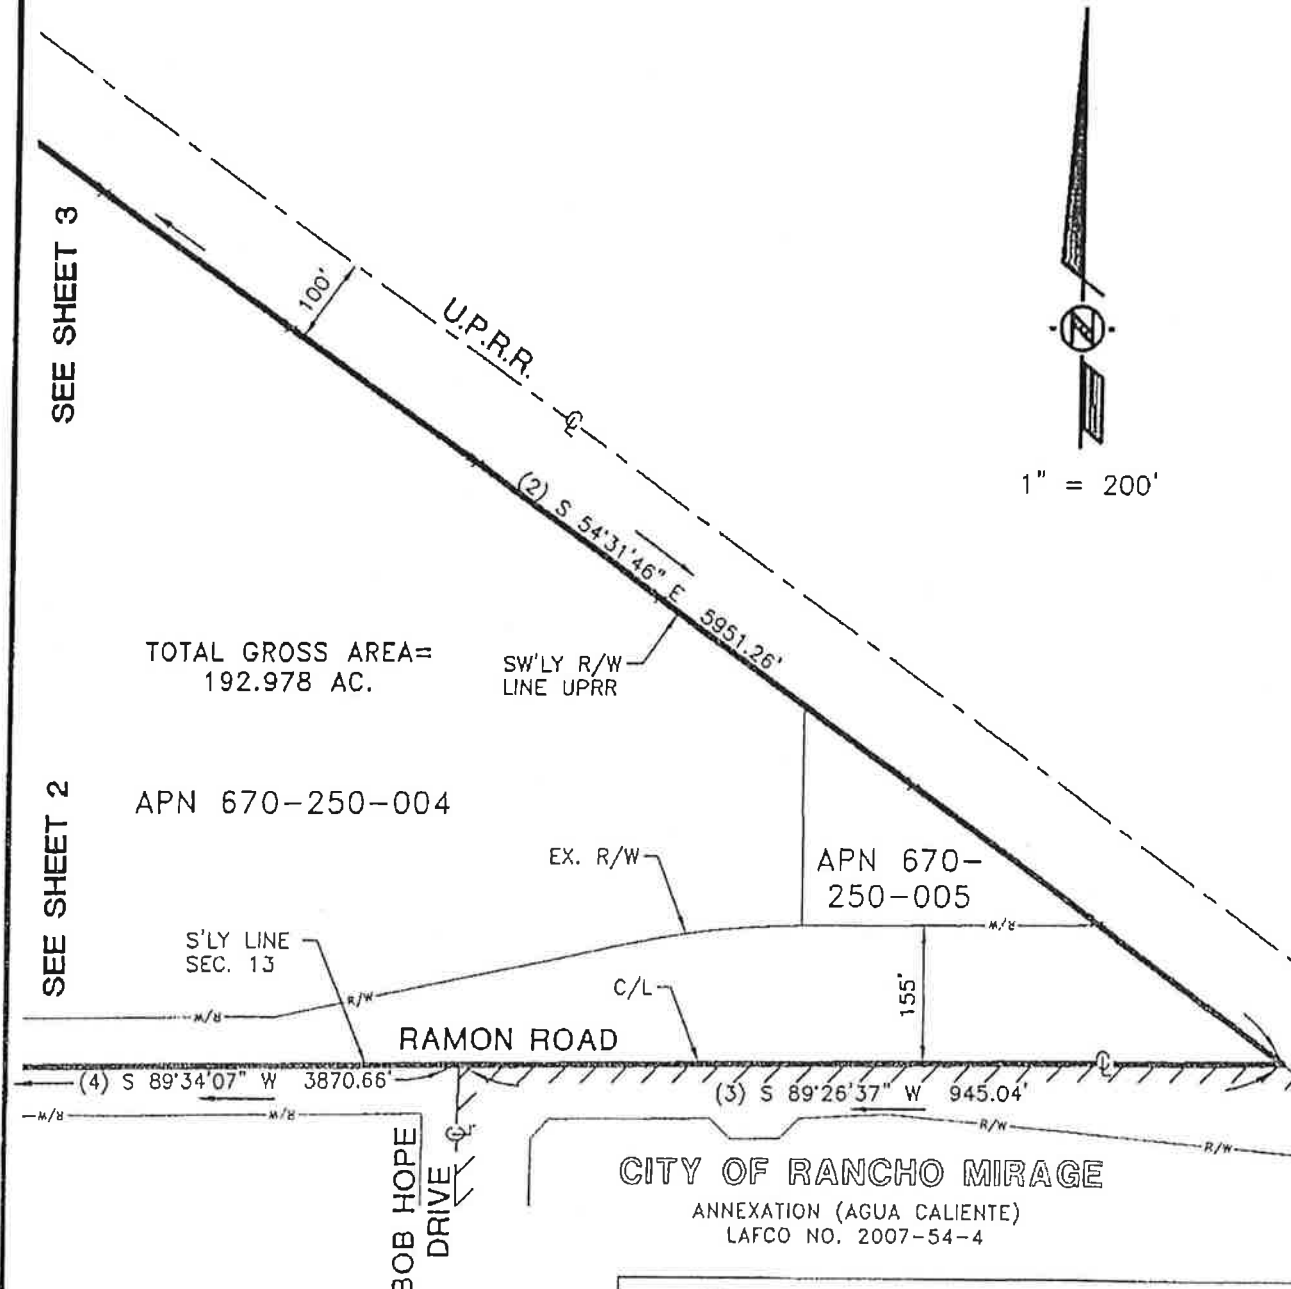 SEE SHEET 3
100'
U.P.R.R.
℄
N
1" = 200'
(2) S 54°31'46" E 5951.26'
TOTAL GROSS AREA=
192.978 AC.
SW'LY R/W
LINE UPRR
SEE SHEET 2
APN 670-250-004
EX. R/W
APN 670-
250-005
R/W
S'LY LINE
SEC. 13
R/W
R/W
C/L
155'
RAMON ROAD
℄
(4) S 89°34'07" W 3870.66'
(3) S 89°26'37" W 945.04'
R/W
R/W
R/W
R/W
℄
BOB HOPE
DRIVE
CITY OF RANCHO MIRAGE
ANNEXATION (AGUA CALIENTE)
LAFCO NO. 2007-54-4